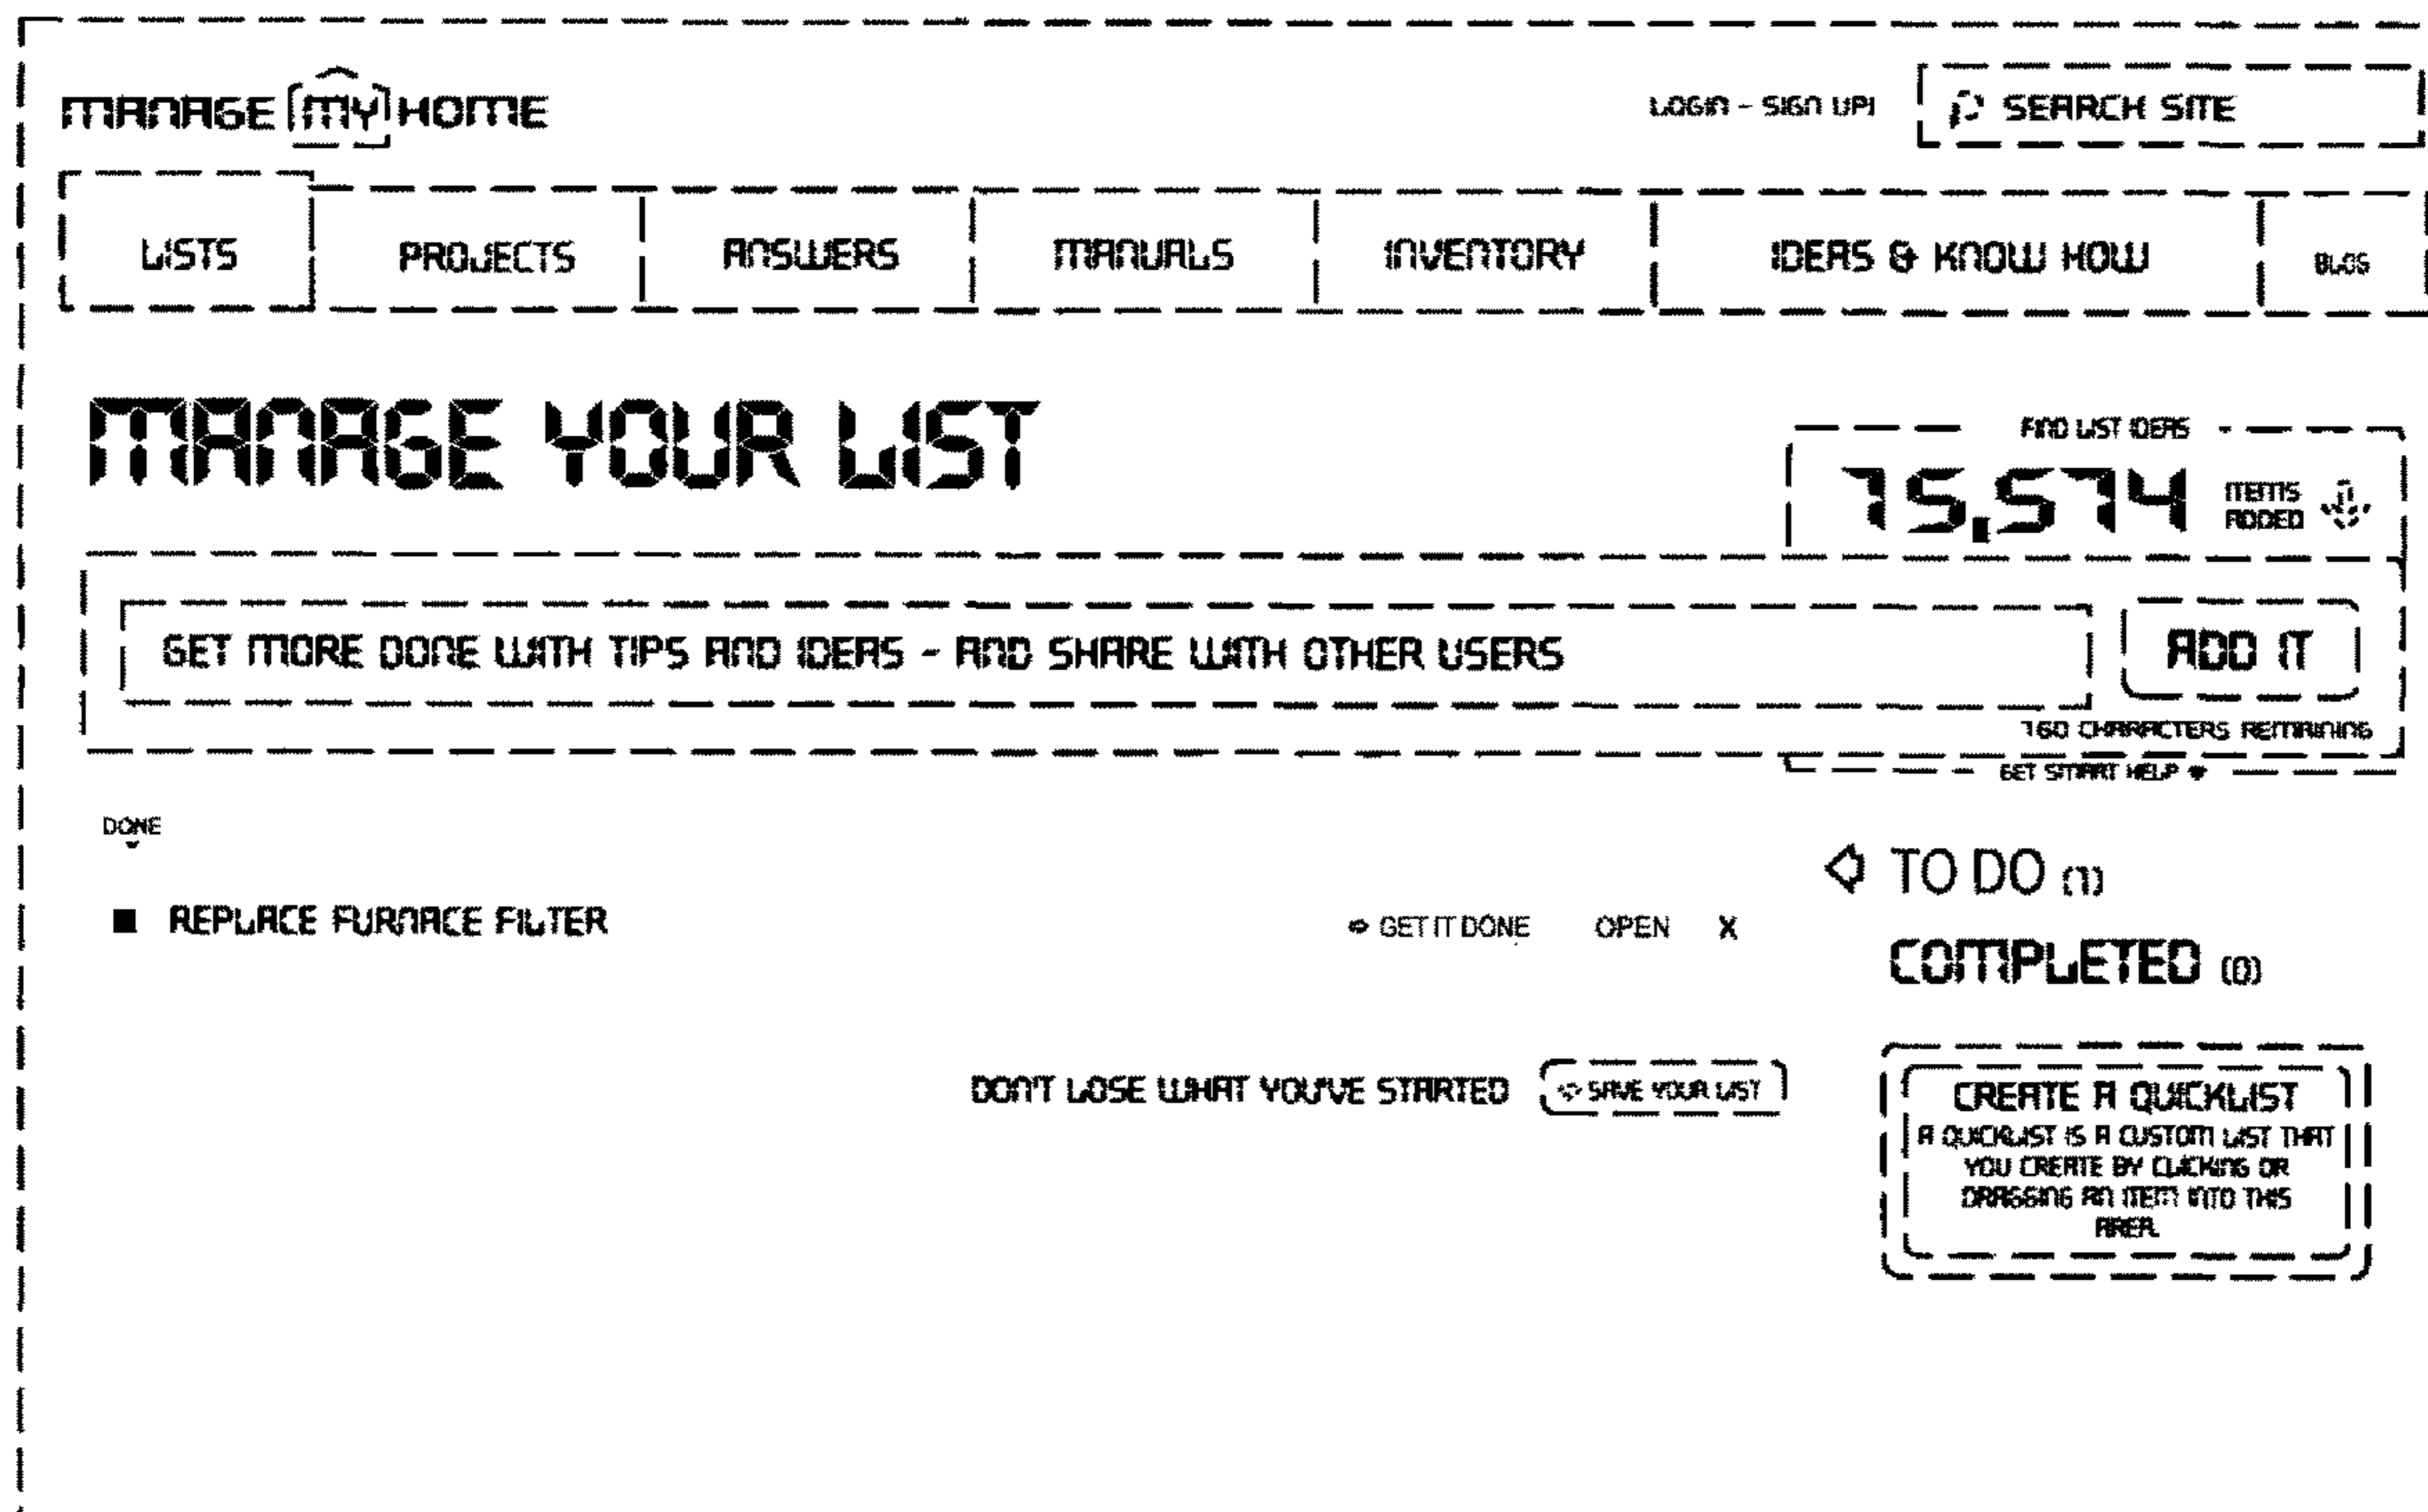 MANAGE MY HOME
LOGIN - SIGN UP!
SEARCH SITE
LISTS
PROJECTS
ANSWERS
MANUALS
INVENTORY
IDEAS & KNOW HOW
BLOG
MANAGE YOUR LIST
FIND LIST IDEAS
75,574
ITEMS
ADDED
GET MORE DONE WITH TIPS AND IDEAS - AND SHARE WITH OTHER USERS
ADD IT
160 CHARACTERS REMAINING
GET SMART HELP
DONE
TO DO (1)
REPLACE FURNACE FILTER
GET IT DONE
OPEN
X
COMPLETED (0)
DON'T LOSE WHAT YOU'VE STARTED
SAVE YOUR LIST
CREATE A QUICKLIST
A QUICKLIST IS A CUSTOM LIST THAT
YOU CREATE BY CLICKING OR
DRAGGING AN ITEM INTO THIS
AREA.